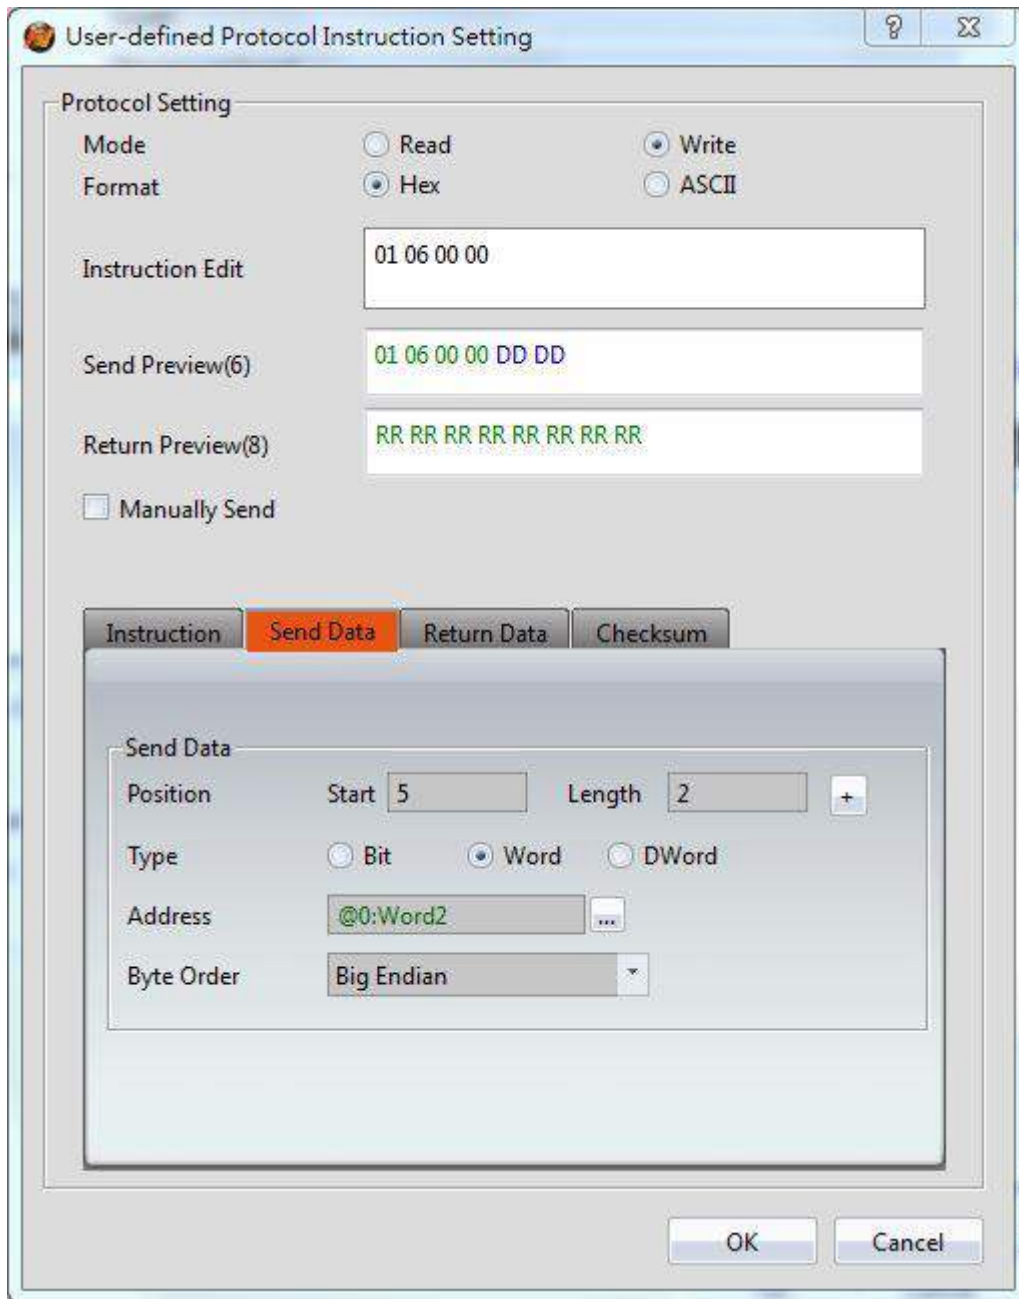 User-defined Protocol Instruction Setting
Protocol Setting
Mode Read Write
Format Hex ASCII
Instruction Edit 01 06 00 00
Send Preview(6) 01 06 00 00 DD DD
Return Preview(8) RR RR RR RR RR RR RR RR
Manually Send
Instruction Send Data Return Data Checksum
Send Data
Position Start 5 Length 2 +
Type Bit Word DWord
Address @0:Word2 ...
Byte Order Big Endian
OK Cancel